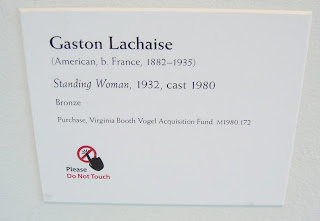 Gaston Lachaise
(American, b. France, 1882–1935)
Standing Woman, 1932, cast 1980
Bronze
Purchase, Virginia Booth Vogel Acquisition Fund M1980.172
Please
Do Not Touch